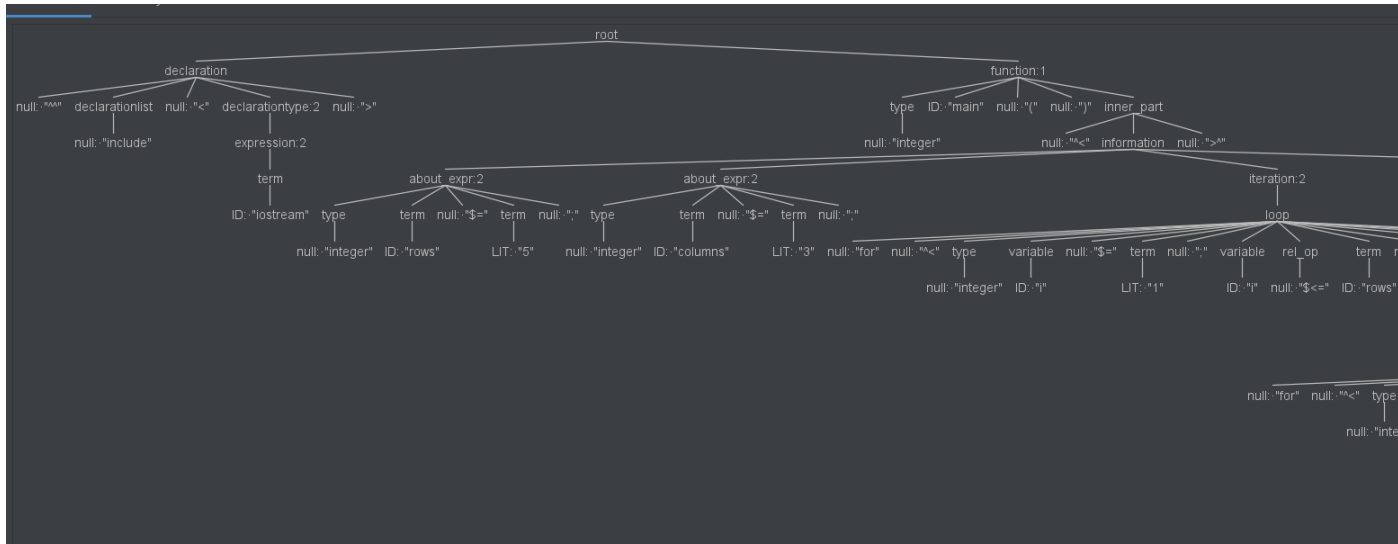 root
declaration function:1
null:·"^^" declarationlist null:·"<" declarationtype:2 null:·">" type ID:·"main" null:·"(" null:·")" inner_part
null:·"include" expression:2 null:·"integer" null:·"^<" information null:·">^"
term about_expr:2 about_expr:2 iteration:2
ID:·"iostream" type term null:·"$=" term null:·";" type term null:·"$=" term null:·";" loop
null:·"integer" ID:·"rows" LIT:·"5" null:·"integer" ID:·"columns" LIT:·"3" null:·"for" null:·"^<" type variable null:·"$=" term null:·";" variable rel_op term
null:·"integer" ID:·"i" LIT:·"1" ID:·"i" null:·"$<=" ID:·"rows"
null:·"for" null:·"^<" type
null:·"inte